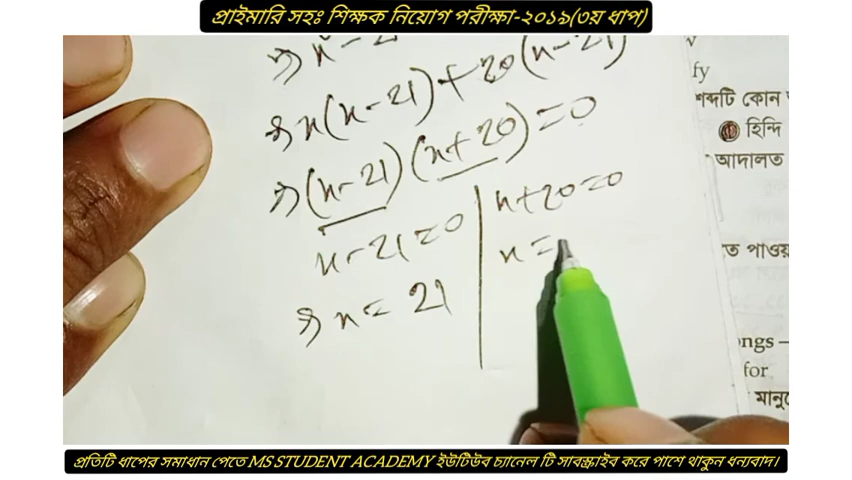 প্রাইমারি সহঃ শিক্ষক নিয়োগ পরীক্ষা-২০১৯(৩য় ধাপ)
⇒ x(x-21)+20(x-21)
⇒ (x-21)(x+20)=0
x-21=0
⇒ x = 21
x+20=0
x =
fy
শব্দটি কোন
হিন্দি
আদালত
তে পাওয়
ngs –
for
মানুে
প্রতিটি ধাপের সমাধান পেতে MS STUDENT ACADEMY ইউটিউব চ্যানেল টি সাবস্ক্রাইব করে পাশে থাকুন ধন্যবাদ।